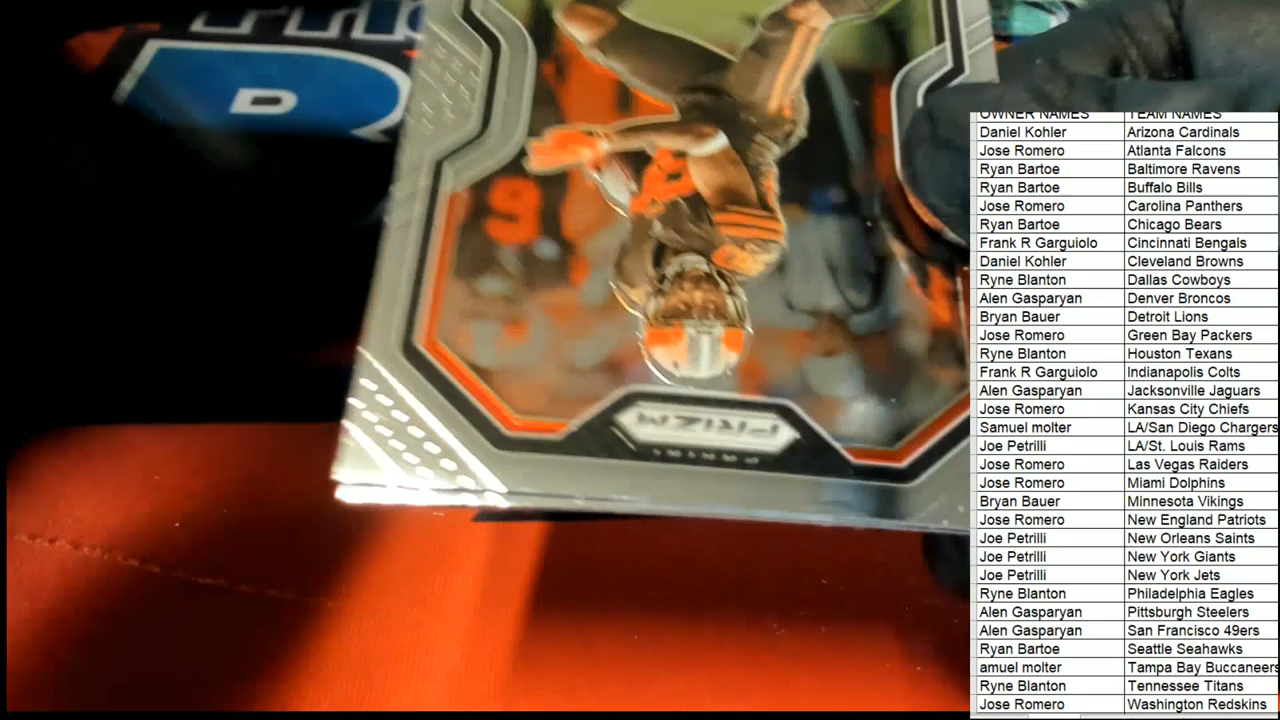 D
9
PRIZM
PANINI
OWNER NAMES TEAM NAMES
Daniel Kohler Arizona Cardinals
Jose Romero Atlanta Falcons
Ryan Bartoe Baltimore Ravens
Ryan Bartoe Buffalo Bills
Jose Romero Carolina Panthers
Ryan Bartoe Chicago Bears
Frank R Garguiolo Cincinnati Bengals
Daniel Kohler Cleveland Browns
Ryne Blanton Dallas Cowboys
Alen Gasparyan Denver Broncos
Bryan Bauer Detroit Lions
Jose Romero Green Bay Packers
Ryne Blanton Houston Texans
Frank R Garguiolo Indianapolis Colts
Alen Gasparyan Jacksonville Jaguars
Jose Romero Kansas City Chiefs
Samuel molter LA/San Diego Chargers
Joe Petrilli LA/St. Louis Rams
Jose Romero Las Vegas Raiders
Jose Romero Miami Dolphins
Bryan Bauer Minnesota Vikings
Jose Romero New England Patriots
Joe Petrilli New Orleans Saints
Joe Petrilli New York Giants
Joe Petrilli New York Jets
Ryne Blanton Philadelphia Eagles
Alen Gasparyan Pittsburgh Steelers
Alen Gasparyan San Francisco 49ers
Ryan Bartoe Seattle Seahawks
amuel molter Tampa Bay Buccaneers
Ryne Blanton Tennessee Titans
Jose Romero Washington Redskins